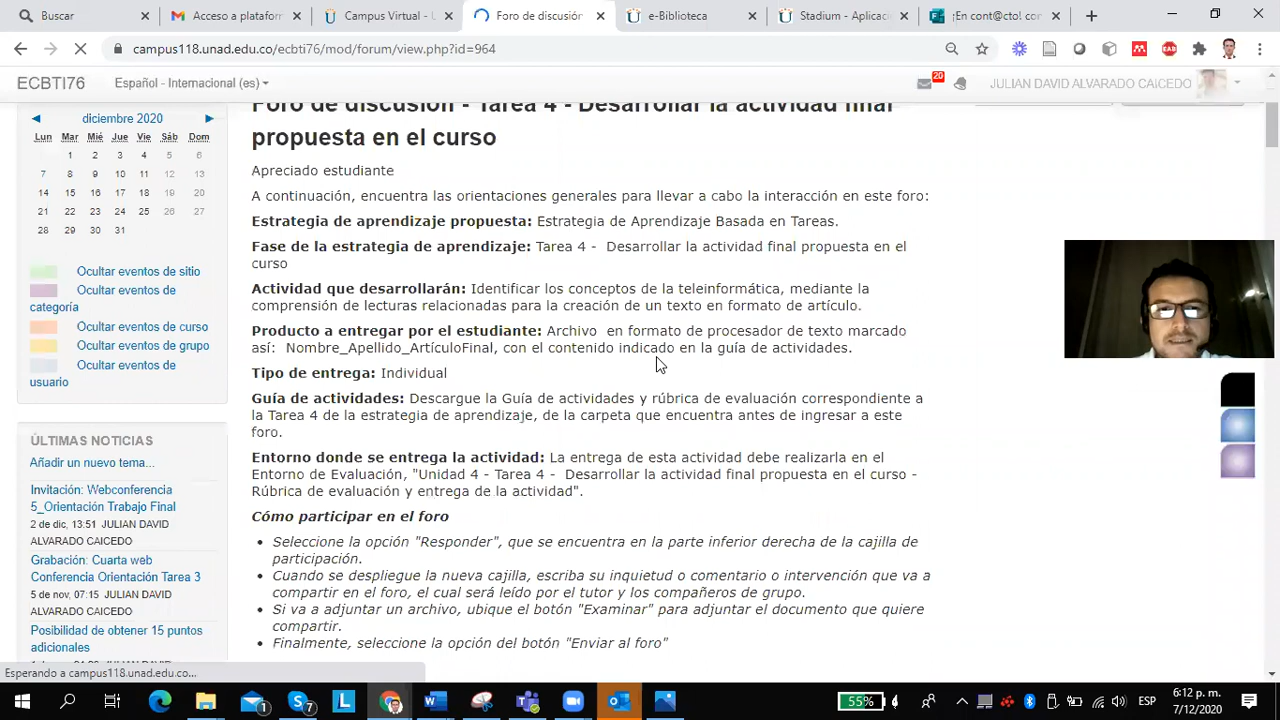 Buscar
Acceso a plataform
Campus Virtual - U
Foro de discusión
e-Biblioteca
Stadium - Aplicac
¡En cont@cto! con
campus118.unad.edu.co/ecbti76/mod/forum/view.php?id=964
ECBTI76
Español - Internacional (es)
20
JULIAN DAVID ALVARADO CAICEDO
diciembre 2020
Lun Mar Mié Jue Vie Sáb Dom
1 2 3 4 5 6
7 8 9 10 11 12 13
14 15 16 17 18 19 20
21 22 23 24 25 26 27
28 29 30 31
Ocultar eventos de sitio
Ocultar eventos de
categoría
Ocultar eventos de curso
Ocultar eventos de grupo
Ocultar eventos de
usuario
ÚLTIMAS NOTICIAS
Añadir un nuevo tema...
Invitación: Webconferencia
5_Orientación Trabajo Final
2 de dic, 13:51 JULIAN DAVID
ALVARADO CAICEDO
Grabación: Cuarta web
Conferencia Orientación Tarea 3
5 de nov, 07:15 JULIAN DAVID
ALVARADO CAICEDO
Posibilidad de obtener 15 puntos
adicionales
Foro de discusión - Tarea 4 - Desarrollar la actividad final
propuesta en el curso
Apreciado estudiante
A continuación, encuentra las orientaciones generales para llevar a cabo la interacción en este foro:
Estrategia de aprendizaje propuesta: Estrategia de Aprendizaje Basada en Tareas.
Fase de la estrategia de aprendizaje: Tarea 4 - Desarrollar la actividad final propuesta en el
curso
Actividad que desarrollarán: Identificar los conceptos de la teleinformática, mediante la
comprensión de lecturas relacionadas para la creación de un texto en formato de artículo.
Producto a entregar por el estudiante: Archivo en formato de procesador de texto marcado
así: Nombre_Apellido_ArtículoFinal, con el contenido indicado en la guía de actividades.
Tipo de entrega: Individual
Guía de actividades: Descargue la Guía de actividades y rúbrica de evaluación correspondiente a
la Tarea 4 de la estrategia de aprendizaje, de la carpeta que encuentra antes de ingresar a este
foro.
Entorno donde se entrega la actividad: La entrega de esta actividad debe realizarla en el
Entorno de Evaluación, "Unidad 4 - Tarea 4 - Desarrollar la actividad final propuesta en el curso -
Rúbrica de evaluación y entrega de la actividad".
Cómo participar en el foro
• Seleccione la opción "Responder", que se encuentra en la parte inferior derecha de la cajilla de
participación.
• Cuando se despliegue la nueva cajilla, escriba su inquietud o comentario o intervención que va a
compartir en el foro, el cual será leído por el tutor y los compañeros de grupo.
• Si va a adjuntar un archivo, ubique el botón "Examinar" para adjuntar el documento que quiere
compartir.
• Finalmente, seleccione la opción del botón "Enviar al foro"
Esperando a campus118.unad.edu.co...
55%
ESP
6:12 p. m.
7/12/2020